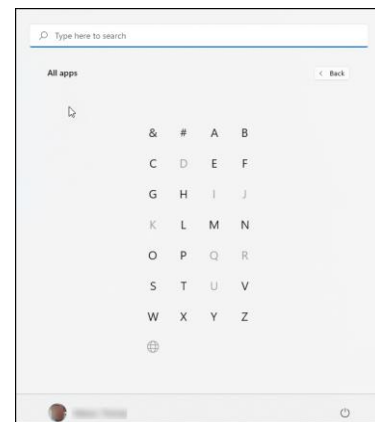 Type here to search
All apps
< Back
& # A B
C D E F
G H I J
K L M N
O P Q R
S T U V
W X Y Z